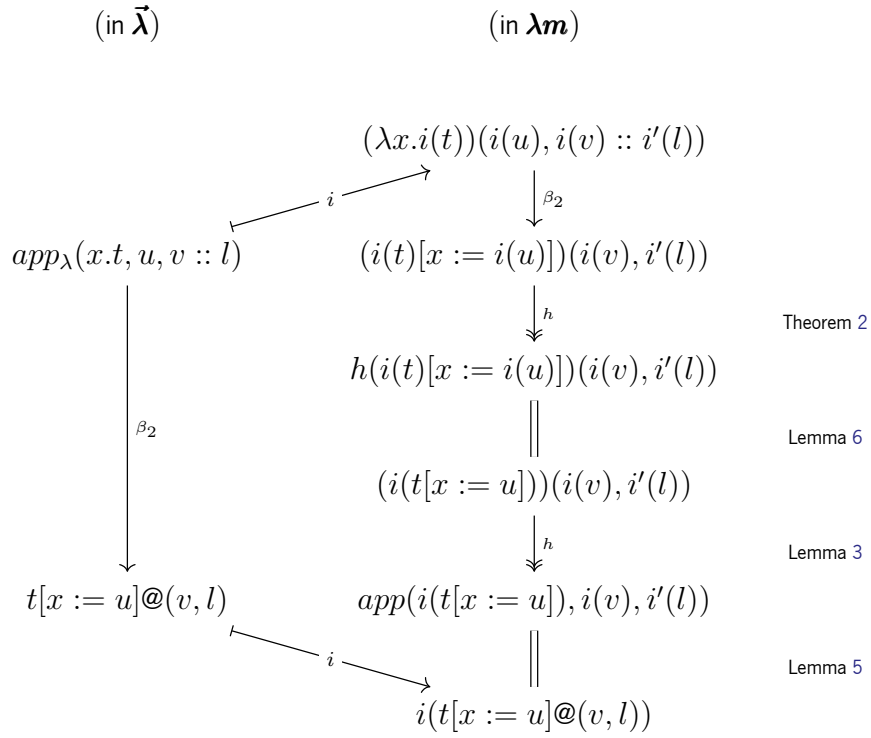 (in λ⃗) (in λm)
(λx.i(t))(i(u), i(v) :: i′(l))
i
β₂
app_λ(x.t, u, v :: l) (i(t)[x := i(u)])(i(v), i′(l))
h
Theorem 2
h(i(t)[x := i(u)])(i(v), i′(l))
β₂
Lemma 6
(i(t[x := u]))(i(v), i′(l))
h
Lemma 3
t[x := u]@(v, l) app(i(t[x := u]), i(v), i′(l))
i
Lemma 5
i(t[x := u]@(v, l))